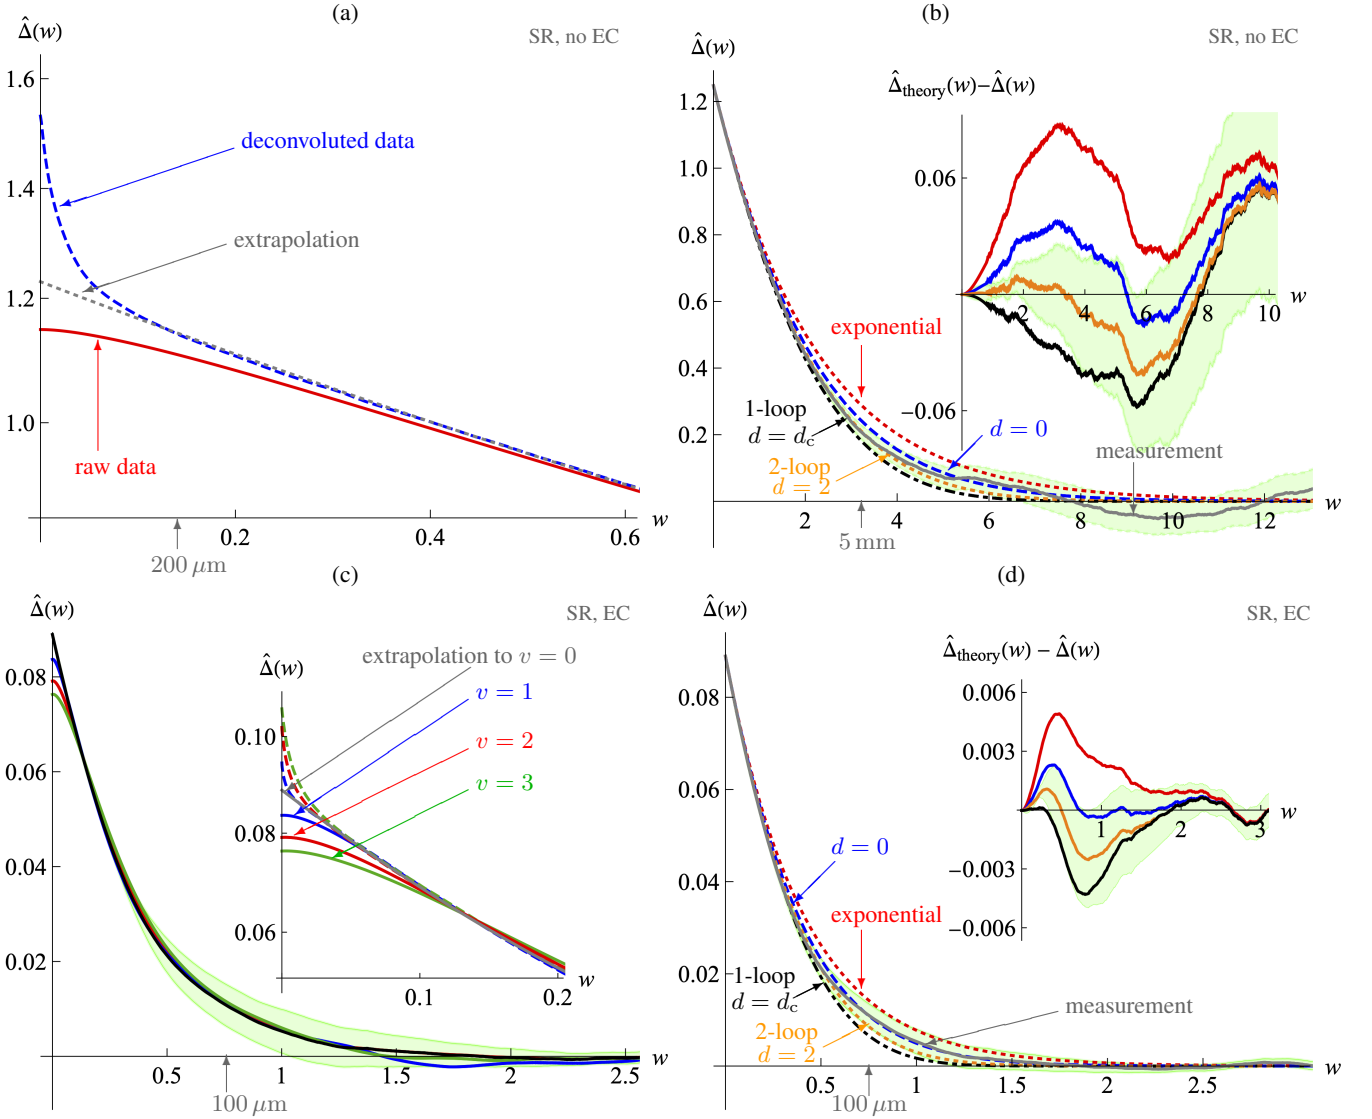 (a)
Δ̂(w)
SR, no EC
1.6
1.4
1.2
1.0
deconvoluted data
extrapolation
raw data
0.2
0.4
0.6
w
200 μm
(b)
Δ̂(w)
SR, no EC
1.2
1.0
0.8
0.6
0.4
0.2
Δ̂theory(w)−Δ̂(w)
0.06
−0.06
2
4
6
8
10
w
exponential
1-loop
d = dc
2-loop
d = 2
d = 0
measurement
2
4
6
8
10
12
w
5 mm
(c)
Δ̂(w)
SR, EC
0.08
0.06
0.04
0.02
Δ̂(w)
extrapolation to v = 0
v = 1
v = 2
v = 3
0.10
0.08
0.06
0.1
0.2
w
0.5
1
1.5
2
2.5
w
100 μm
(d)
Δ̂(w)
SR, EC
0.08
0.06
0.04
0.02
Δ̂theory(w) − Δ̂(w)
0.006
0.003
−0.003
−0.006
1
2
3
w
d = 0
exponential
1-loop
d = dc
2-loop
d = 2
measurement
0.5
1
1.5
2
2.5
w
100 μm